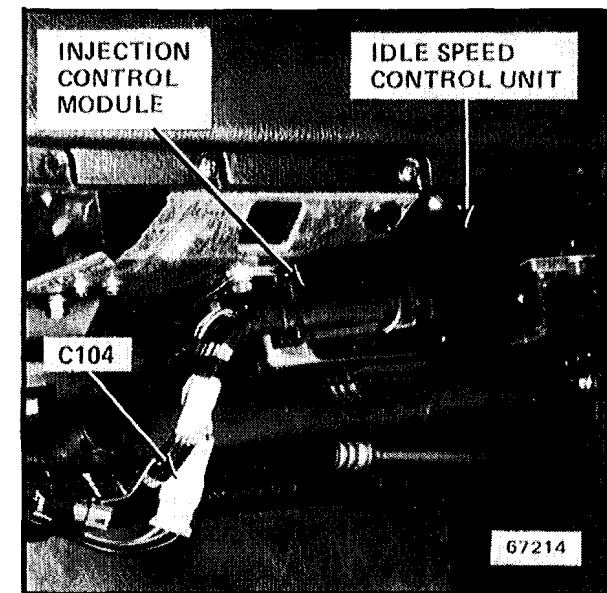 INJECTION
CONTROL
MODULE
IDLE SPEED
CONTROL UNIT
C104
67214